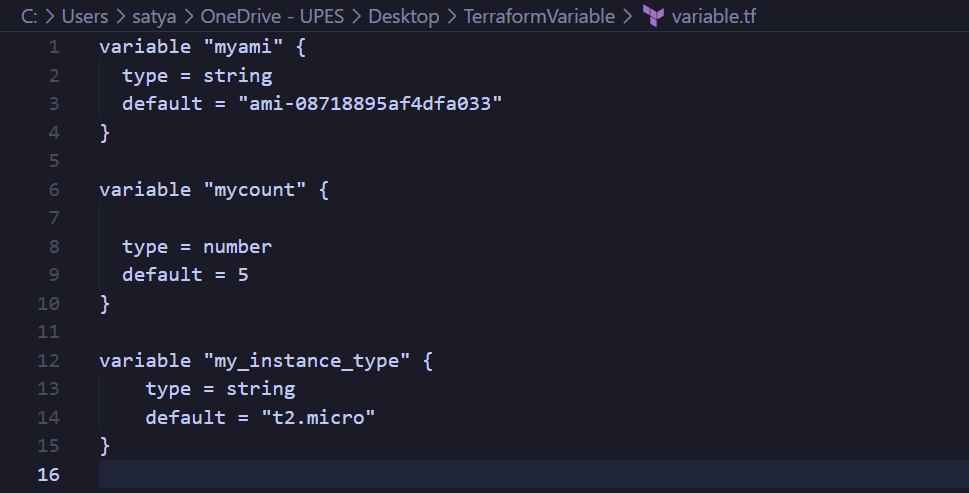 C: > Users > satya > OneDrive - UPES > Desktop > TerraformVariable > variable.tf
1 variable "myami" {
2   type = string
3   default = "ami-08718895af4dfa033"
4 }
5
6 variable "mycount" {
7
8   type = number
9   default = 5
10 }
11
12 variable "my_instance_type" {
13     type = string
14     default = "t2.micro"
15 }
16